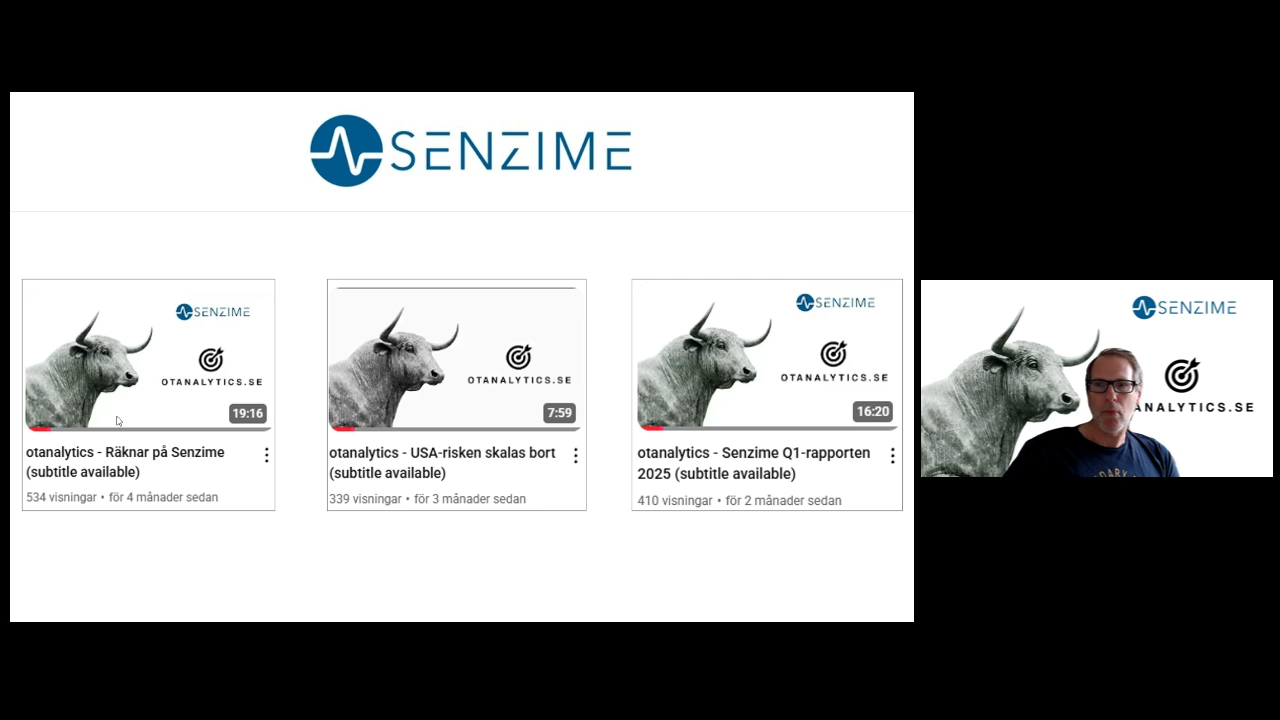 SENZIME
SENZIME
OTANALYTICS.SE
19:16
otanalytics - Räknar på Senzime
(subtitle available)
534 visningar • för 4 månader sedan
OTANALYTICS.SE
7:59
otanalytics - USA-risken skalas bort
(subtitle available)
339 visningar • för 3 månader sedan
SENZIME
OTANALYTICS.SE
16:20
otanalytics - Senzime Q1-rapporten
2025 (subtitle available)
410 visningar • för 2 månader sedan
SENZIME
ANALYTICS.SE